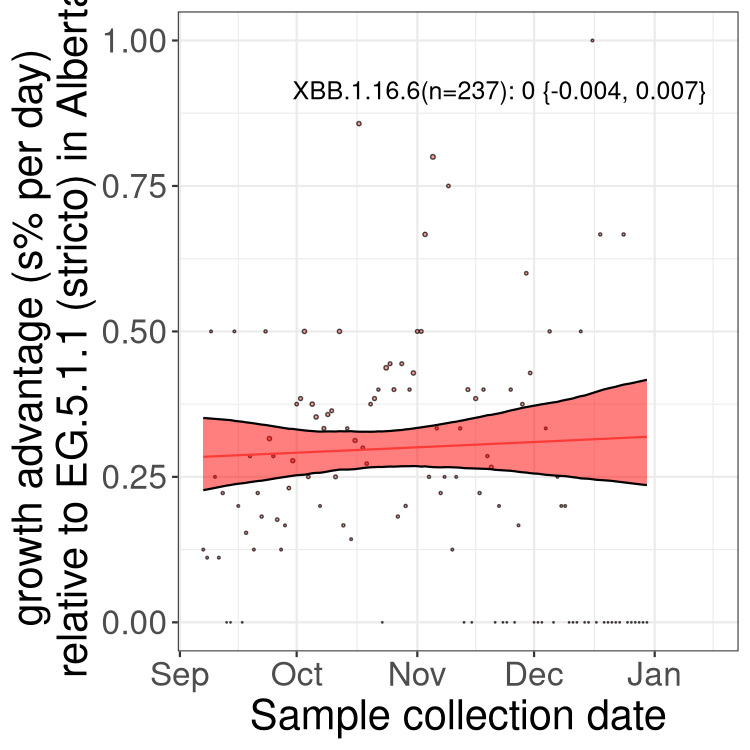 growth advantage (s% per day)
relative to EG.5.1.1 (stricto) in Alberta
1.00
XBB.1.16.6(n=237): 0 {-0.004, 0.007}
0.75
0.50
0.25
0.00
Sep Oct Nov Dec Jan
Sample collection date